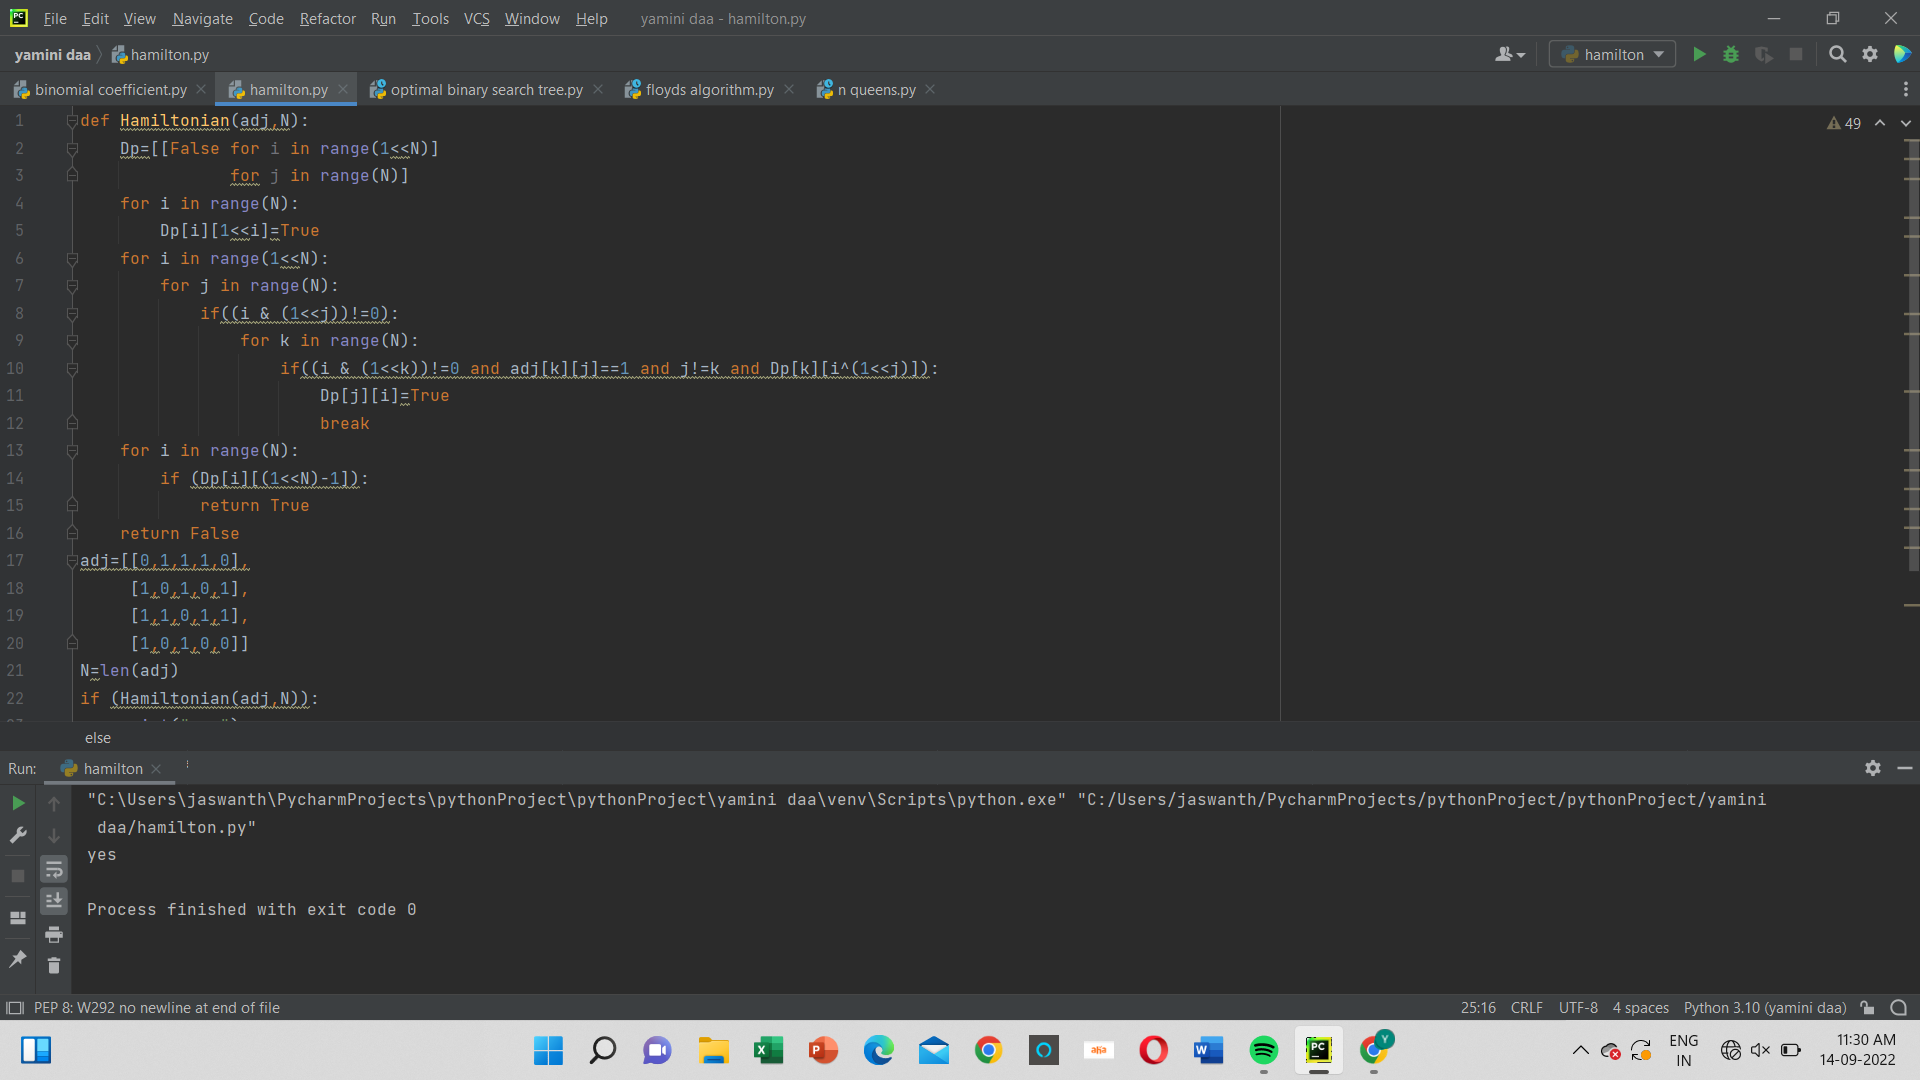 File Edit View Navigate Code Refactor Run Tools VCS Window Help yamini daa - hamilton.py
yamini daa hamilton.py hamilton
binomial coefficient.py hamilton.py optimal binary search tree.py floyds algorithm.py n queens.py
1 def Hamiltonian(adj,N): 49
2 Dp=[[False for i in range(1<<N)]
3 for j in range(N)]
4 for i in range(N):
5 Dp[i][1<<i]=True
6 for i in range(1<<N):
7 for j in range(N):
8 if((i & (1<<j))!=0):
9 for k in range(N):
10 if((i & (1<<k))!=0 and adj[k][j]==1 and j!=k and Dp[k][i^(1<<j)]):
11 Dp[j][i]=True
12 break
13 for i in range(N):
14 if (Dp[i][(1<<N)-1]):
15 return True
16 return False
17 adj=[[0,1,1,1,0],
18 [1,0,1,0,1],
19 [1,1,0,1,1],
20 [1,0,1,0,0]]
21 N=len(adj)
22 if (Hamiltonian(adj,N)):
else
Run: hamilton
"C:\Users\jaswanth\PycharmProjects\pythonProject\pythonProject\yamini daa\venv\Scripts\python.exe" "C:/Users/jaswanth/PycharmProjects/pythonProject/pythonProject/yamini
daa/hamilton.py"
yes
Process finished with exit code 0
PEP 8: W292 no newline at end of file 25:16 CRLF UTF-8 4 spaces Python 3.10 (yamini daa)
ENG 11:30 AM
IN 14-09-2022